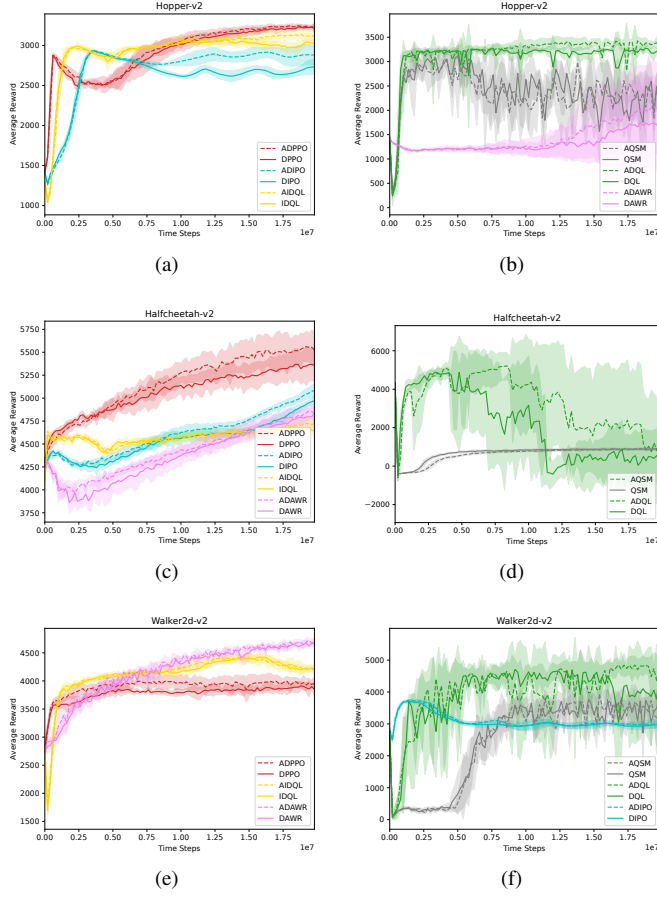 Hopper-v2
Average Reward
3000
2500
2000
1500
1000
ADPPO
DPPO
ADIPO
DIPO
AIDQL
IDQL
0.00 0.25 0.50 0.75 1.00 1.25 1.50 1.75
1e7
Time Steps
(a)
Hopper-v2
Average Reward
3500
3000
2500
2000
1500
1000
500
0
AQSM
QSM
ADQL
DQL
ADAWR
DAWR
0.00 0.25 0.50 0.75 1.00 1.25 1.50 1.75
1e7
Time Steps
(b)
Halfcheetah-v2
Average Reward
5750
5500
5250
5000
4750
4500
4250
4000
3750
ADPPO
DPPO
ADIPO
DIPO
AIDQL
IDQL
ADAWR
DAWR
0.00 0.25 0.50 0.75 1.00 1.25 1.50 1.75
1e7
Time Steps
(c)
Halfcheetah-v2
Average Reward
6000
4000
2000
0
−2000
AQSM
QSM
ADQL
DQL
0.00 0.25 0.50 0.75 1.00 1.25 1.50 1.75
1e7
Time Steps
(d)
Walker2d-v2
Average Reward
4500
4000
3500
3000
2500
2000
1500
ADPPO
DPPO
AIDQL
IDQL
ADAWR
DAWR
0.00 0.25 0.50 0.75 1.00 1.25 1.50 1.75
1e7
Time Steps
(e)
Walker2d-v2
Average Reward
5000
4000
3000
2000
1000
0
AQSM
QSM
ADQL
DQL
ADIPO
DIPO
0.00 0.25 0.50 0.75 1.00 1.25 1.50 1.75
1e7
Time Steps
(f)